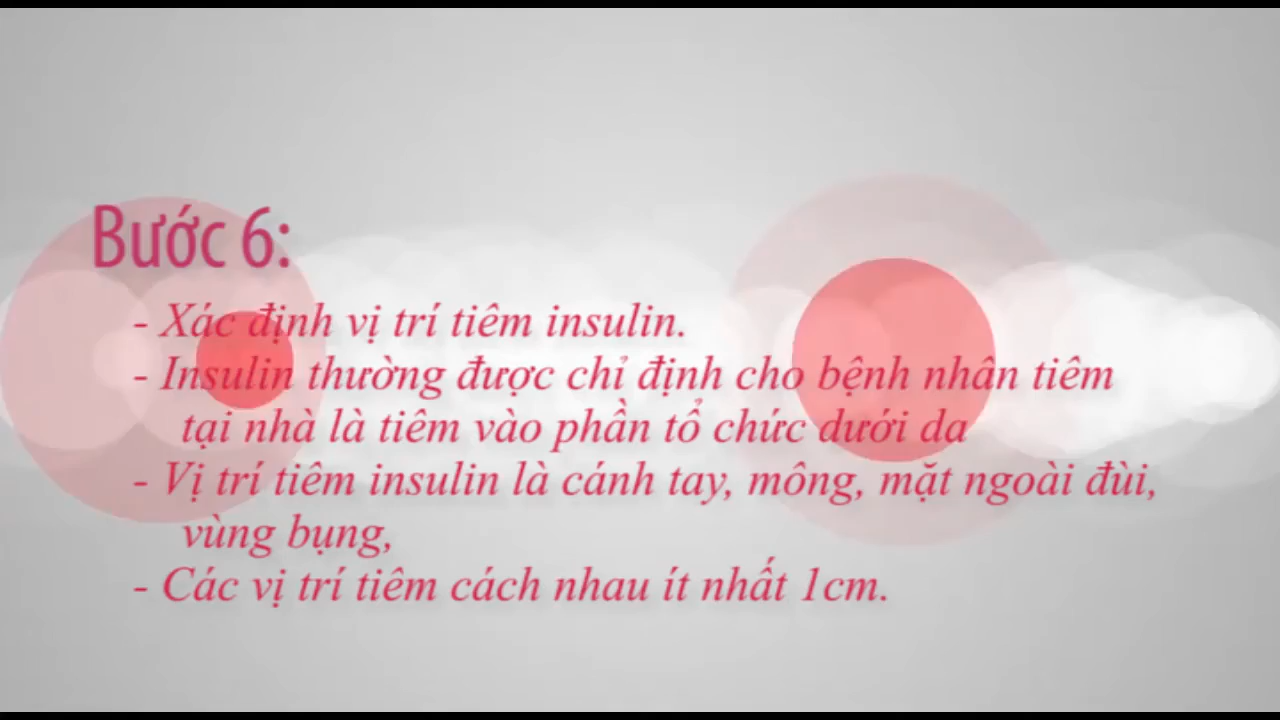 Bước 6:
- Xác định vị trí tiêm insulin.
- Insulin thường được chỉ định cho bệnh nhân tiêm
tại nhà là tiêm vào phần tổ chức dưới da
- Vị trí tiêm insulin là cánh tay, mông, mặt ngoài đùi,
vùng bụng,
- Các vị trí tiêm cách nhau ít nhất 1cm.